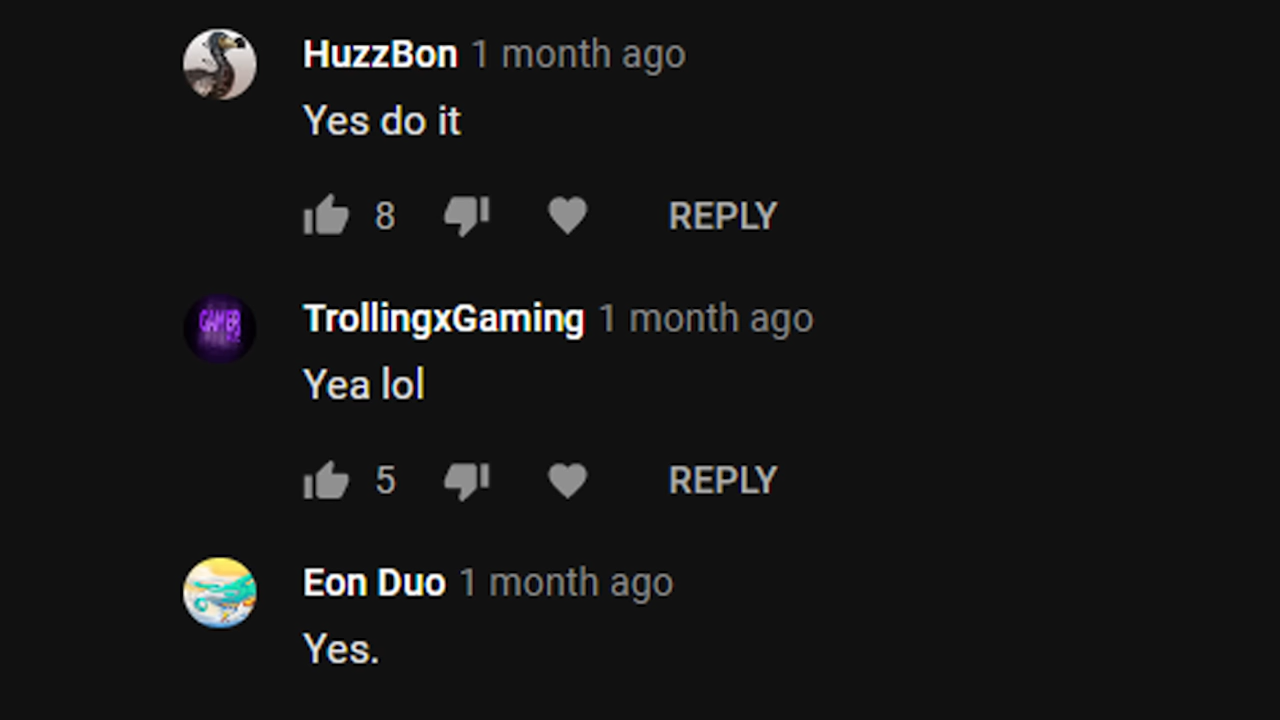 HuzzBon 1 month ago
Yes do it
8 REPLY
GAMER
TrollingxGaming 1 month ago
Yea lol
5 REPLY
Eon Duo 1 month ago
Yes.